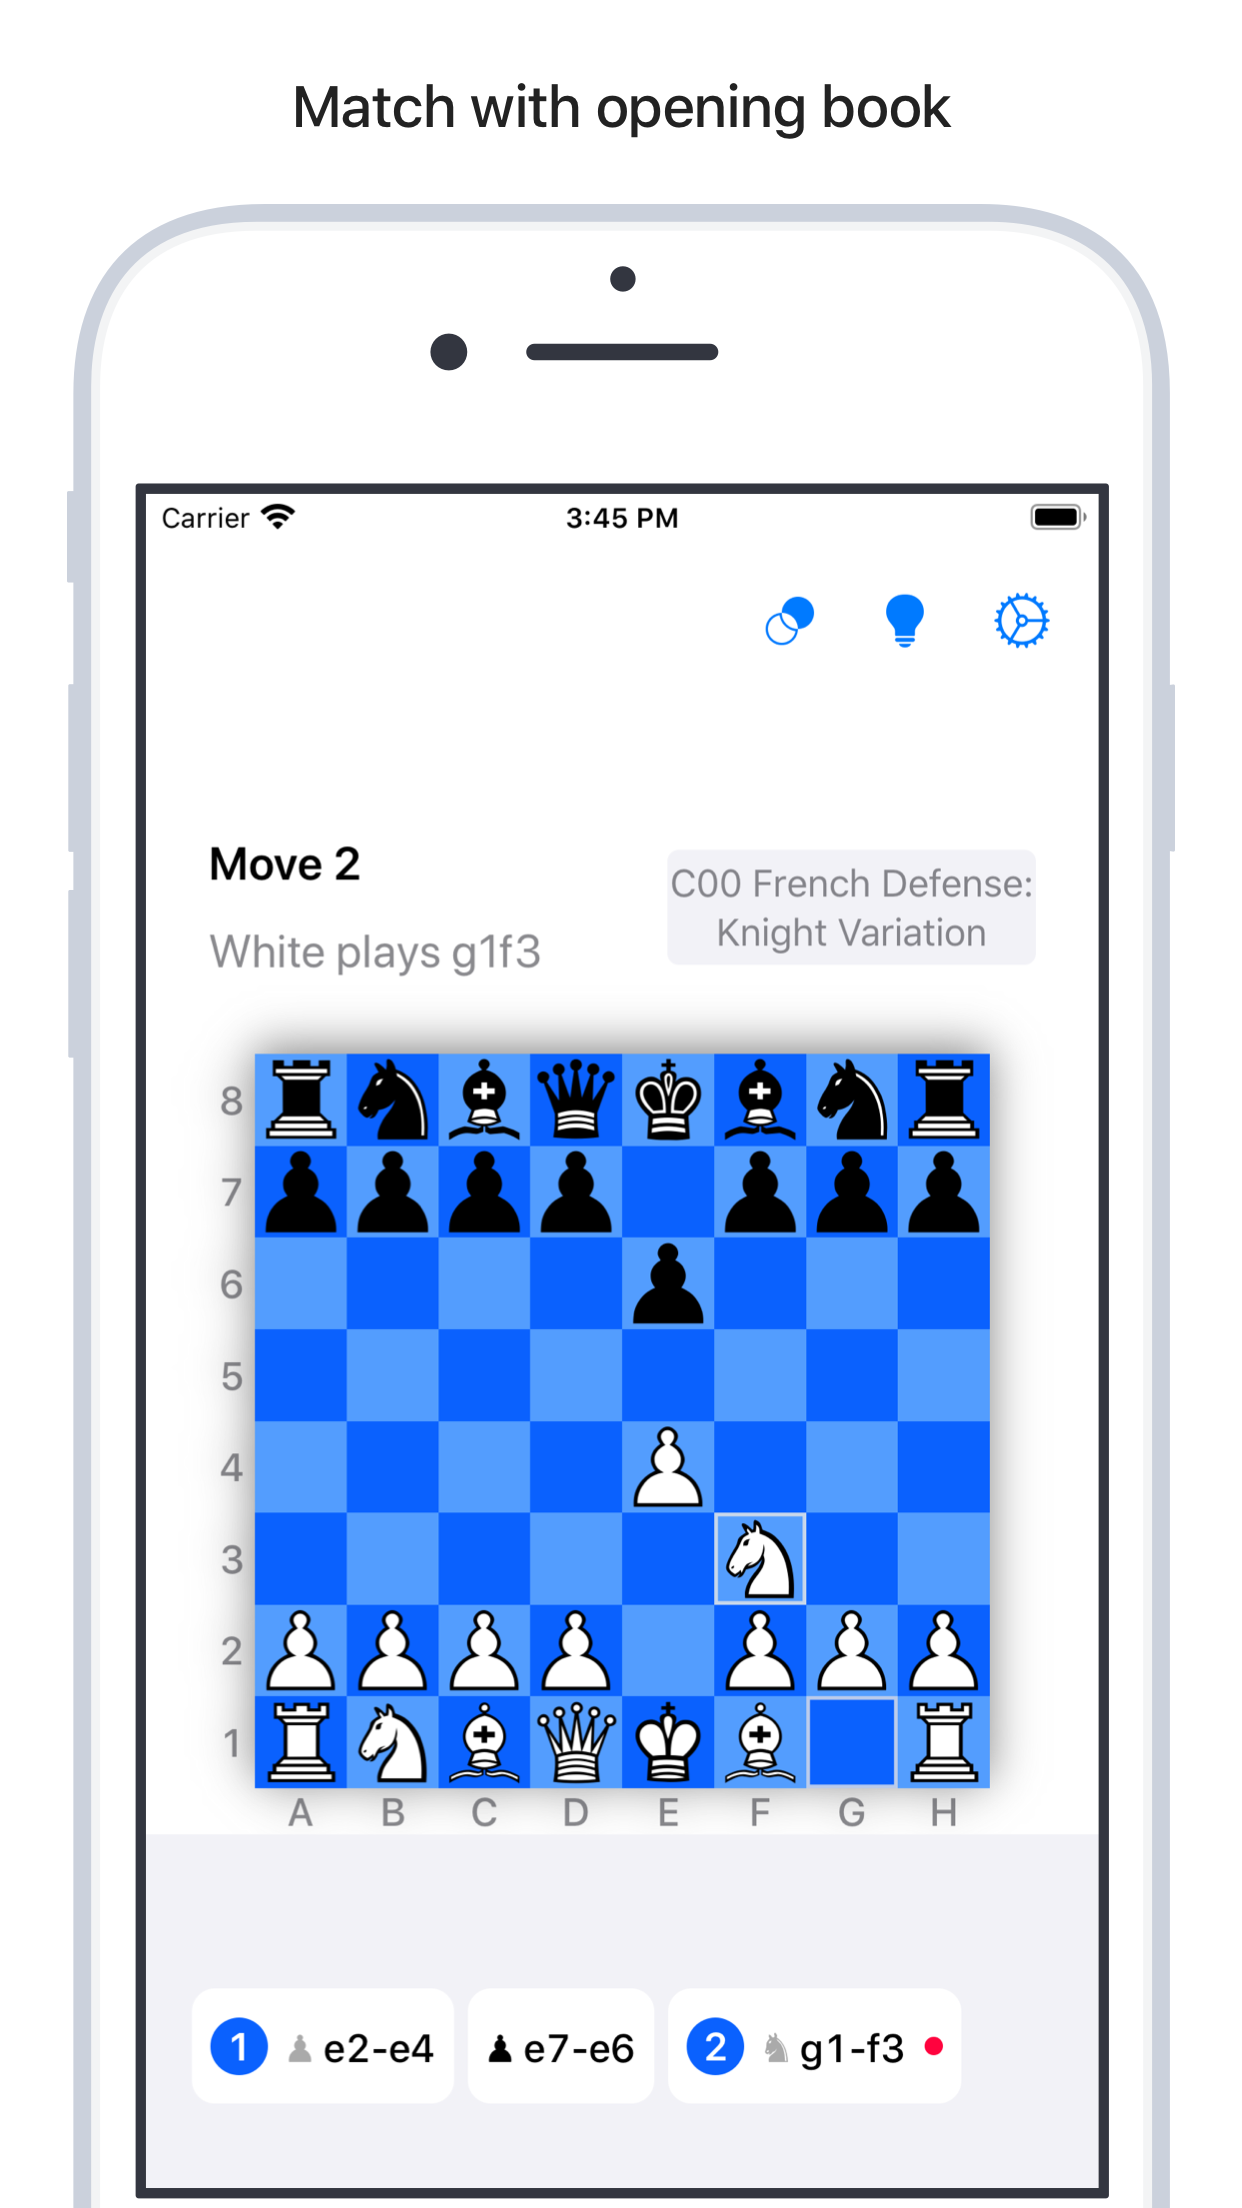 Match with opening book
Carrier
3:45 PM
Move 2
C00 French Defense:
Knight Variation
White plays g1f3
8
7
6
5
4
3
2
1
A B C D E F G H
1 e2-e4 e7-e6 2 g1-f3